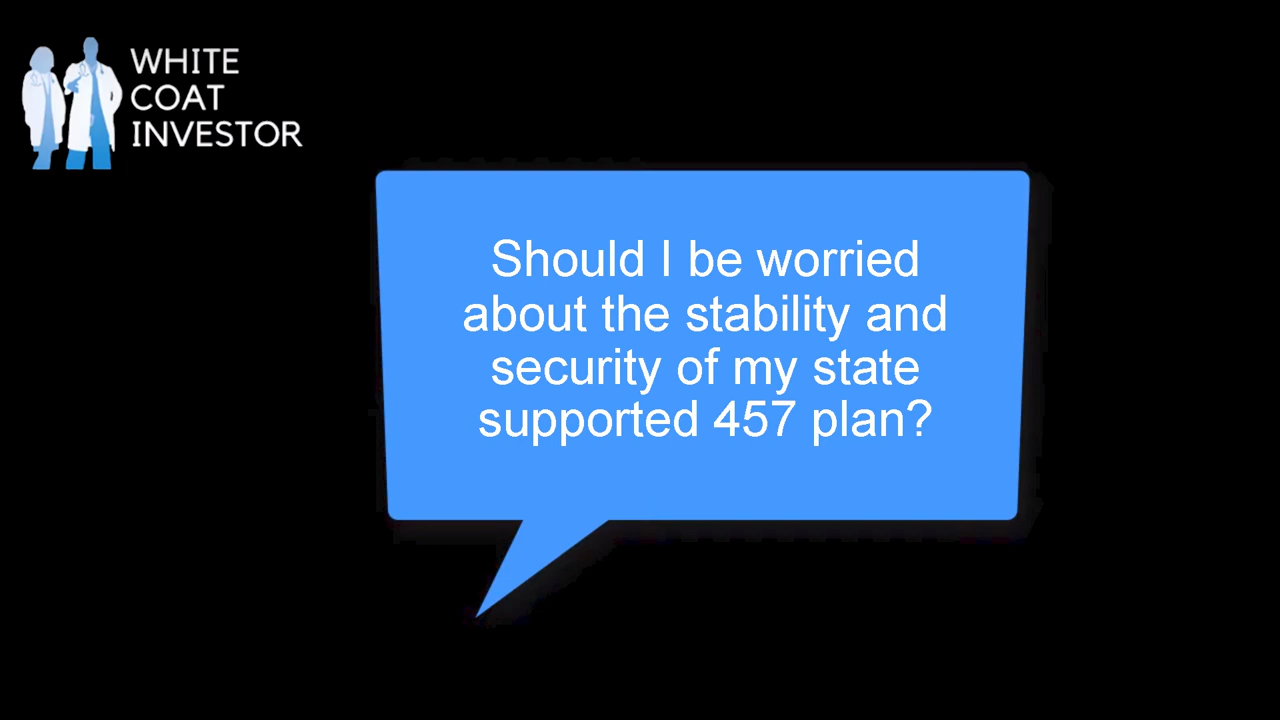 WHITE
COAT
INVESTOR
Should I be worried
about the stability and
security of my state
supported 457 plan?